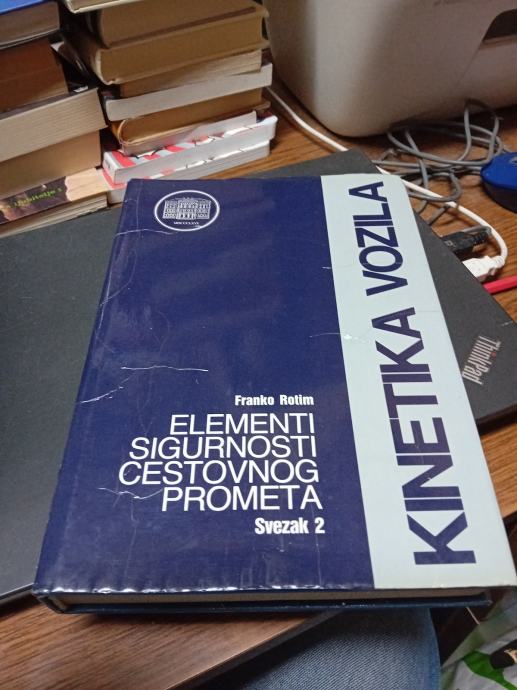 Franko Rotim
ELEMENTI
SIGURNOSTI
CESTOVNOG
PROMETA
Svezak 2
KINETIKA VOZILA
ThinkPad